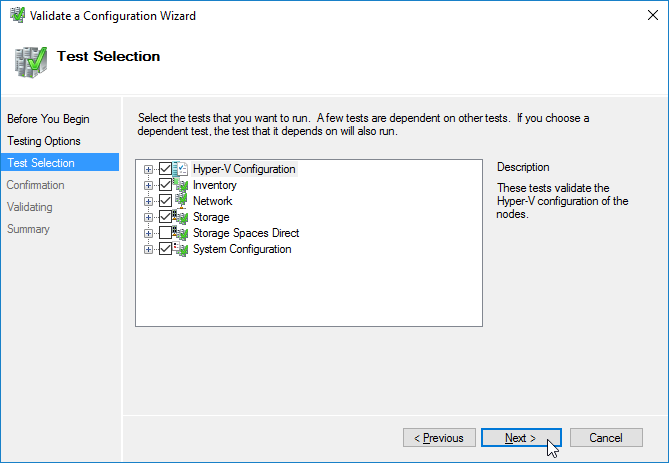 Validate a Configuration Wizard
Test Selection
Before You Begin
Testing Options
Test Selection
Confirmation
Validating
Summary
Select the tests that you want to run. A few tests are dependent on other tests. If you choose a
dependent test, the test that it depends on will also run.
Hyper-V Configuration
Inventory
Network
Storage
Storage Spaces Direct
System Configuration
Description
These tests validate the
Hyper-V configuration of the
nodes.
< Previous
Next >
Cancel